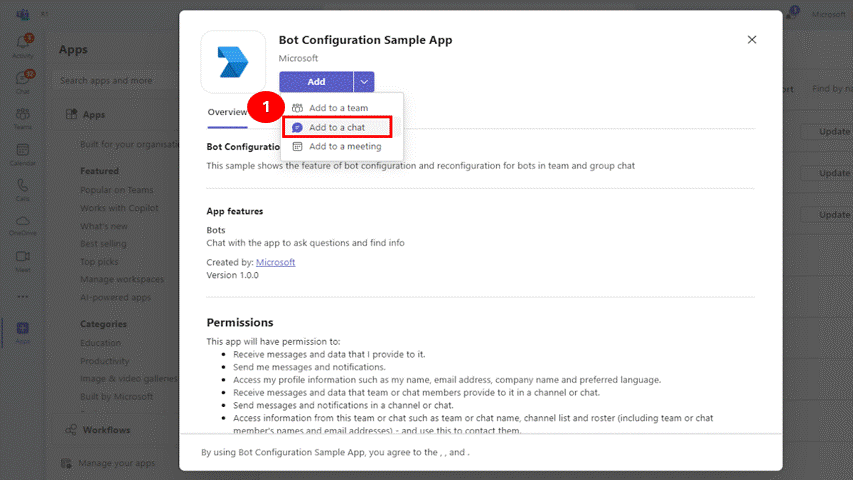 Microsoft
Apps
Search apps and more
Activity
Chat
Teams
Calendar
Calls
OneDrive
Meet
Apps
Apps
Built for your organisat
Featured
Popular on Teams
Works with Copilot
What's new
Best selling
Top picks
Manage workspaces
AI-powered apps
Categories
Education
Productivity
Image & video galleries
Built by Microsoft
Workflows
Manage your apps
Bot Configuration Sample App
Microsoft
Add
1
Add to a team
Add to a chat
Add to a meeting
Overview
Bot Configuratio
This sample shows the feature of bot configuration and reconfiguration for bots in team and group chat
App features
Bots
Chat with the app to ask questions and find info
Created by: Microsoft
Version 1.0.0
Permissions
This app will have permission to:
• Receive messages and data that I provide to it.
• Send me messages and notifications.
• Access my profile information such as my name, email address, company name and preferred language.
• Receive messages and data that team or chat members provide to it in a channel or chat.
• Send messages and notifications in a channel or chat.
• Access information from this team or chat such as team or chat name, channel list and roster (including team or chat
member's names and email addresses) - and use this to contact them.
By using Bot Configuration Sample App, you agree to the , , and .
Find by na
Update
Update
Update